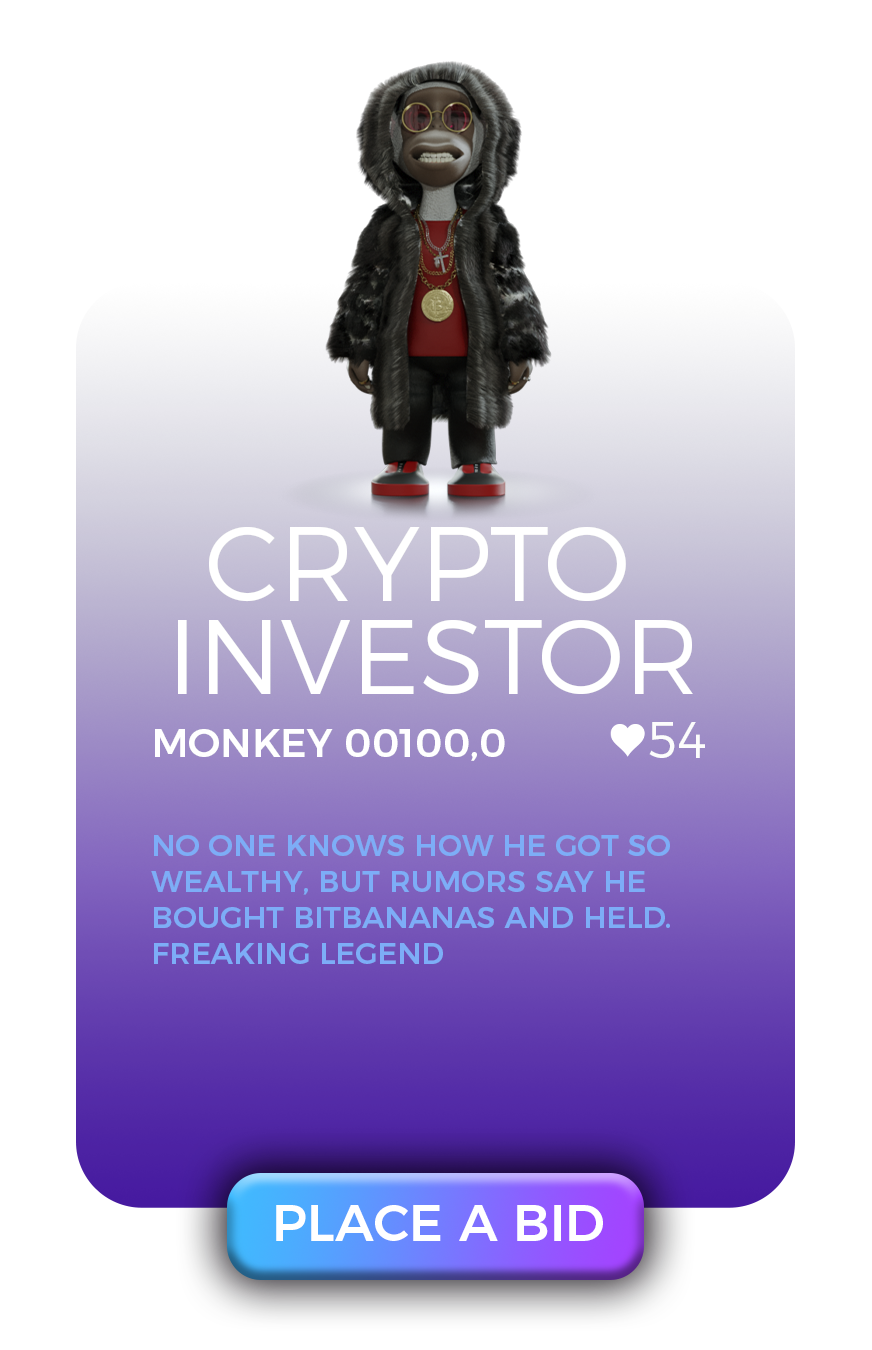 CRYPTO
INVESTOR
MONKEY 00100,0 54
NO ONE KNOWS HOW HE GOT SO
WEALTHY, BUT RUMORS SAY HE
BOUGHT BITBANANAS AND HELD.
FREAKING LEGEND
PLACE A BID